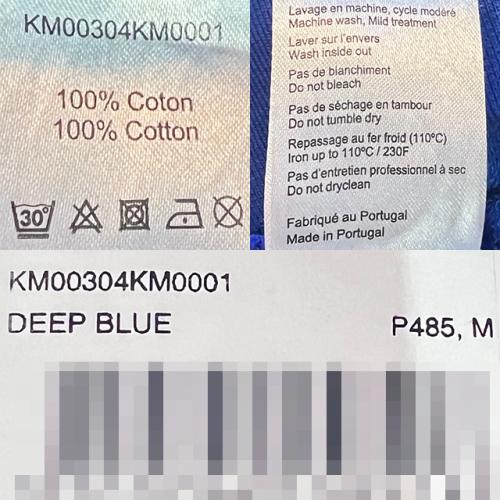 KM00304KM0001
100% Coton
100% Cotton
30°
Lavage en machine, cycle modéré
Machine wash, Mild treatment
Laver sur l'envers
Wash inside out
Pas de blanchiment
Do not bleach
Pas de séchage en tambour
Do not tumble dry
Repassage au fer froid (110°C)
Iron up to 110°C / 230F
Pas d'entretien professionnel à sec
Do not dryclean
Fabriqué au Portugal
Made in Portugal
KM00304KM0001
DEEP BLUE
P485, M